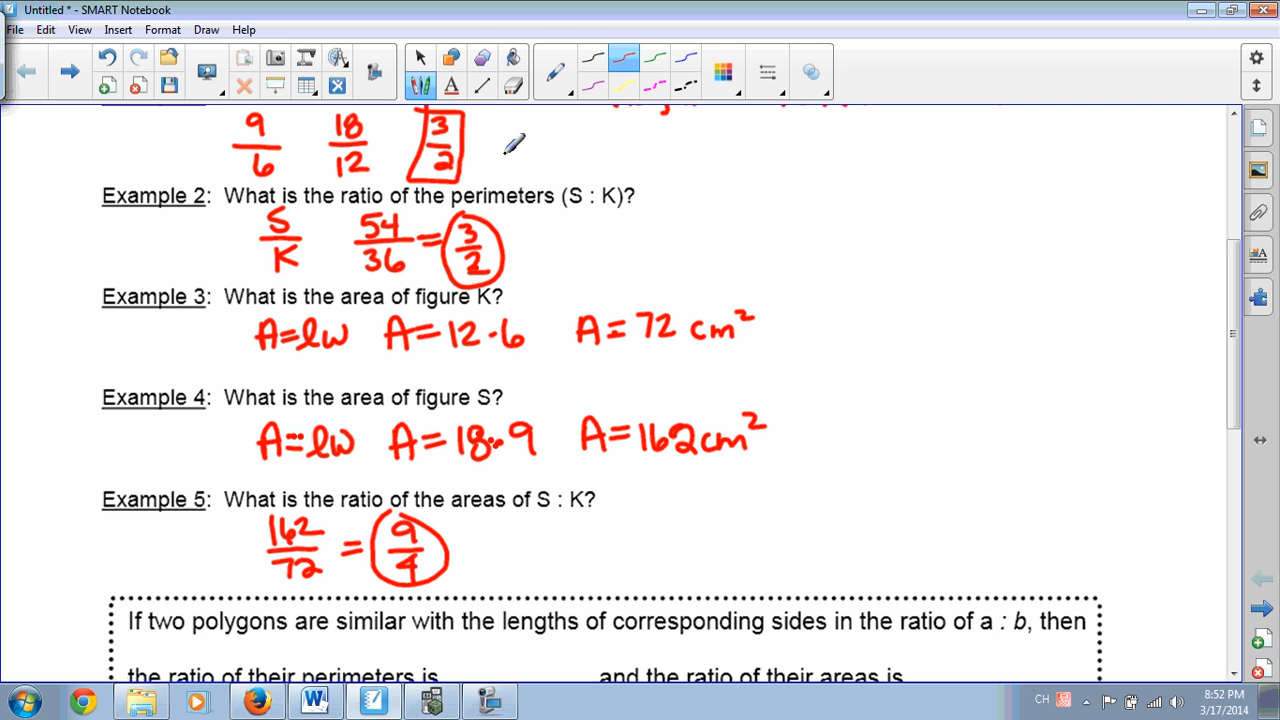 Untitled * - SMART Notebook
File Edit View Insert Format Draw Help
9/6 18/12 3/2
Example 2: What is the ratio of the perimeters (S : K)?
S/K 54/36 = 3/2
Example 3: What is the area of figure K?
A=lw A=12·6 A=72 cm²
Example 4: What is the area of figure S?
A=lw A=18·9 A=162cm²
Example 5: What is the ratio of the areas of S : K?
162/72 = 9/4
If two polygons are similar with the lengths of corresponding sides in the ratio of a : b, then
the ratio of their perimeters is and the ratio of their areas is
CH
8:52 PM
3/17/2014